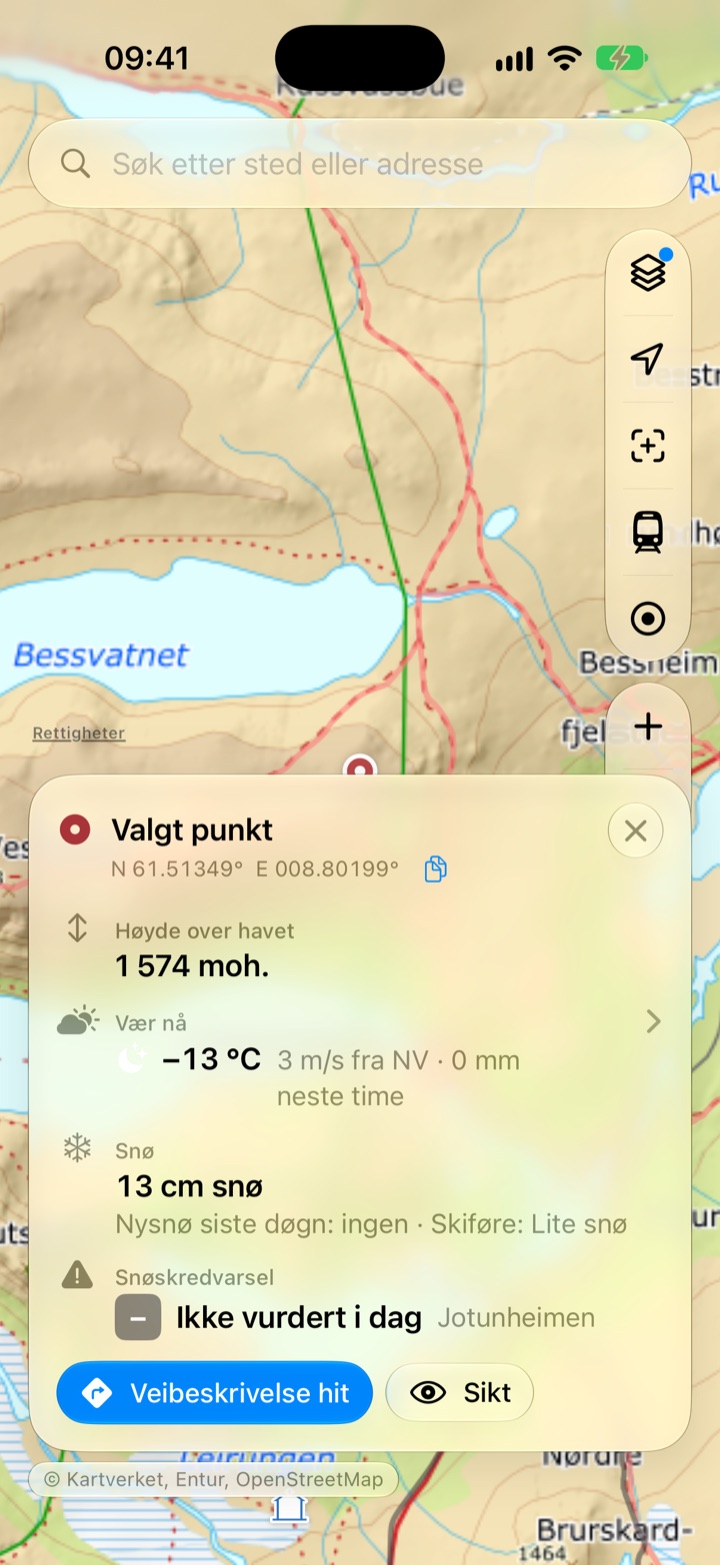 09:41
Søk etter sted eller adresse
Bessvatnet
Rettigheter
Valgt punkt
N 61.51349° E 008.80199°
Høyde over havet
1 574 moh.
Vær nå
−13 °C 3 m/s fra NV · 0 mm
neste time
Snø
13 cm snø
Nysnø siste døgn: ingen · Skiføre: Lite snø
Snøskredvarsel
Ikke vurdert i dag Jotunheimen
Veibeskrivelse hit
Sikt
Leirungen
Nørdre
© Kartverket, Entur, OpenStreetMap
Brurskard-
1464